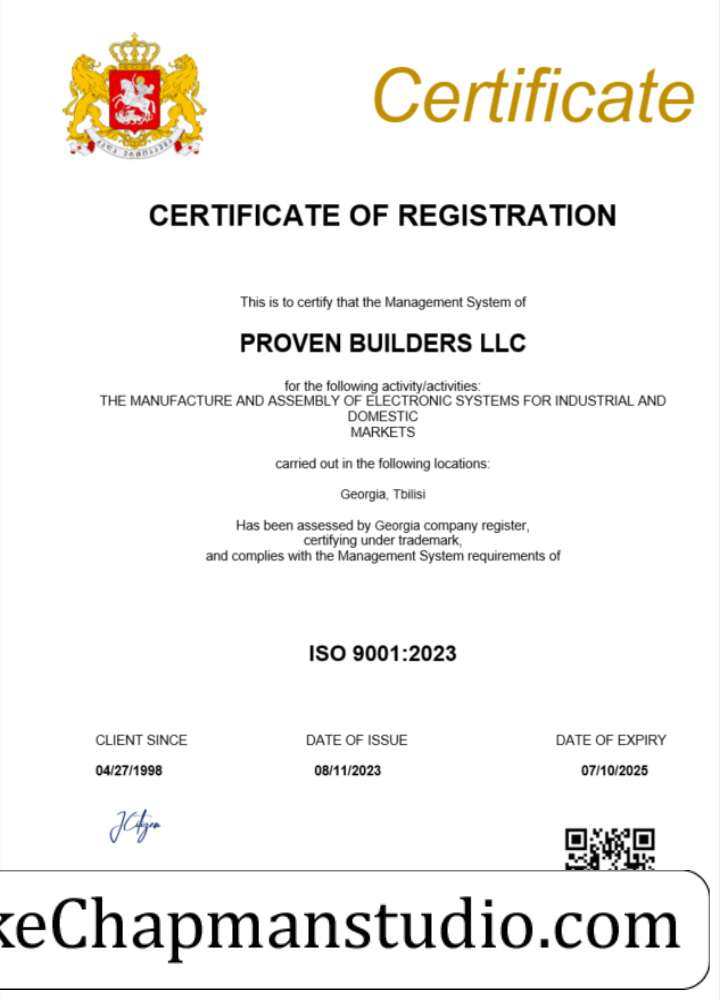 Certificate
CERTIFICATE OF REGISTRATION
This is to certify that the Management System of
PROVEN BUILDERS LLC
for the following activity/activities:
THE MANUFACTURE AND ASSEMBLY OF ELECTRONIC SYSTEMS FOR INDUSTRIAL AND
DOMESTIC
MARKETS
carried out in the following locations:
Georgia, Tbilisi
Has been assessed by Georgia company register,
certifying under trademark,
and complies with the Management System requirements of
ISO 9001:2023
CLIENT SINCE DATE OF ISSUE DATE OF EXPIRY
04/27/1998 08/11/2023 07/10/2025
JCitizen
keChapmanstudio.com